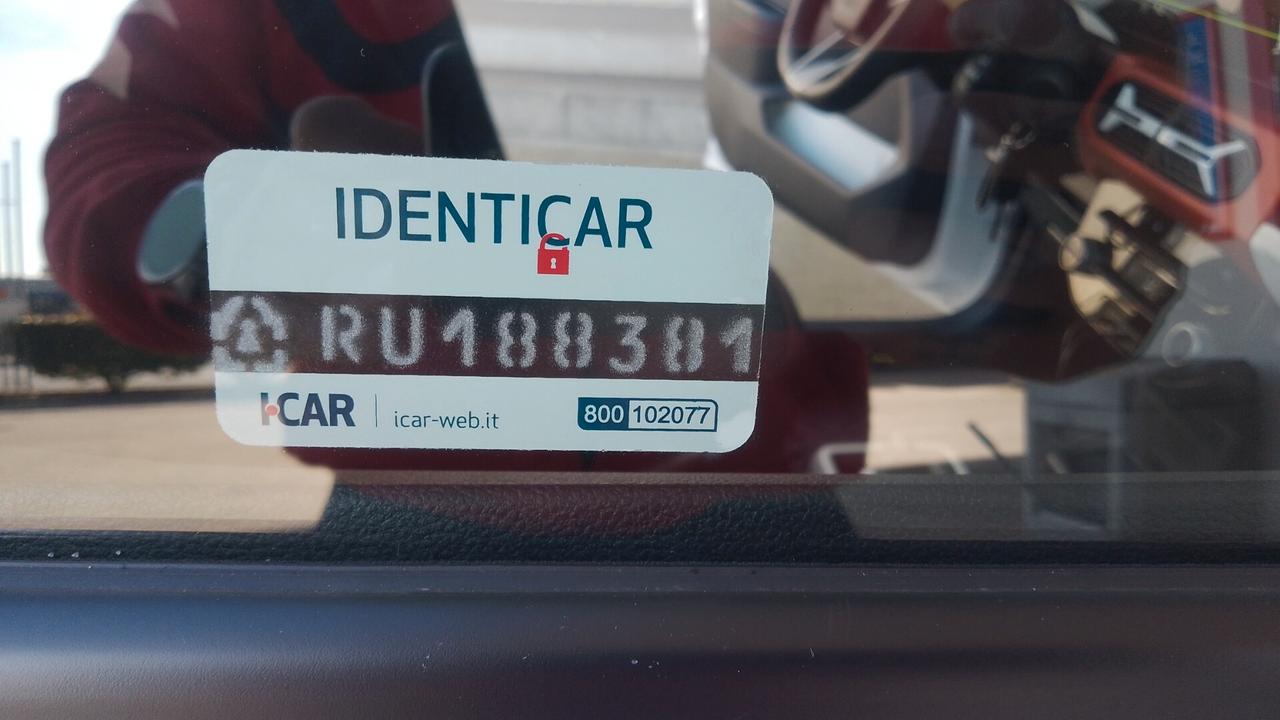 IDENTICAR
RU188381
I·CAR
icar-web.it
800 102077